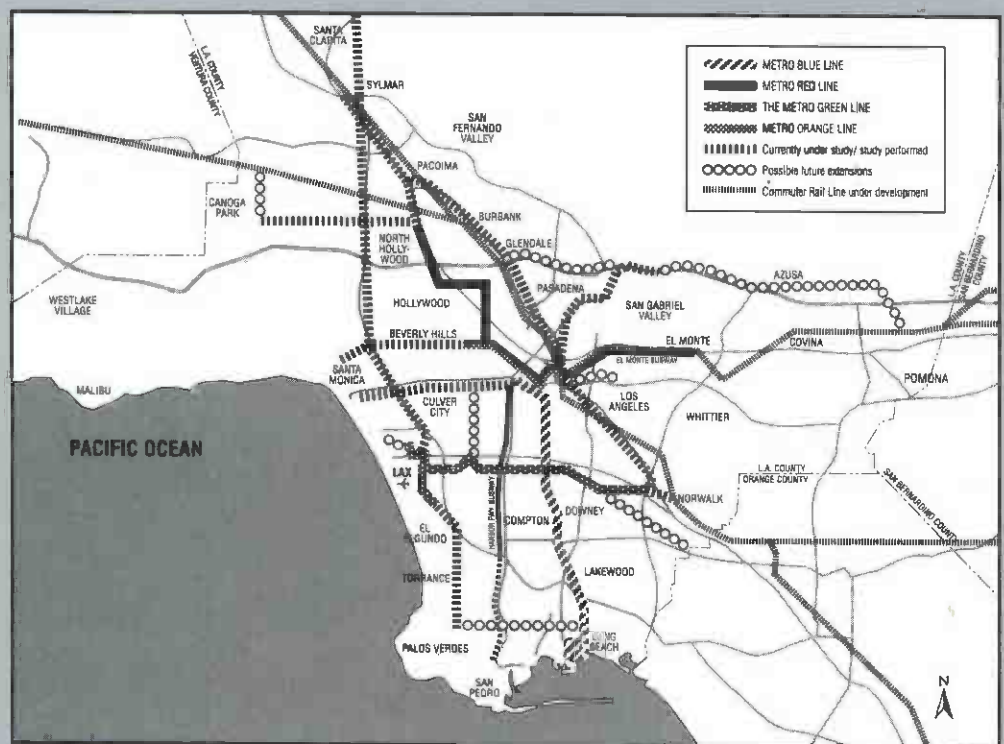 SANTA
CLARITA
L.A. COUNTY
VENTURA COUNTY
SYLMAR
SAN
FERNANDO
VALLEY
PACOIMA
CANOGA
PARK
BURBANK
NORTH
HOLLY-
WOOD
GLENDALE
WESTLAKE
VILLAGE
HOLLYWOOD
PASADENA
SAN GABRIEL
VALLEY
AZUSA
L.A. COUNTY
SAN BERNARDINO
COUNTY
BEVERLY HILLS
EL MONTE
EL MONTE BUSWAY
COVINA
POMONA
SANTA
MONICA
MALIBU
CULVER
CITY
LOS
ANGELES
WHITTIER
PACIFIC OCEAN
LAX
L.A. COUNTY
ORANGE COUNTY
SAN BERNARDINO COUNTY
NORWALK
DOWNEY
COMPTON
HARBOR FWY BUSWAY
EL
SEGUNDO
TORRANCE
LAKEWOOD
PALOS VERDES
LONG
BEACH
SAN
PEDRO
N
METRO BLUE LINE
METRO RED LINE
THE METRO GREEN LINE
METRO ORANGE LINE
Currently under study/ study performed
Possible future extensions
Commuter Rail Line under development